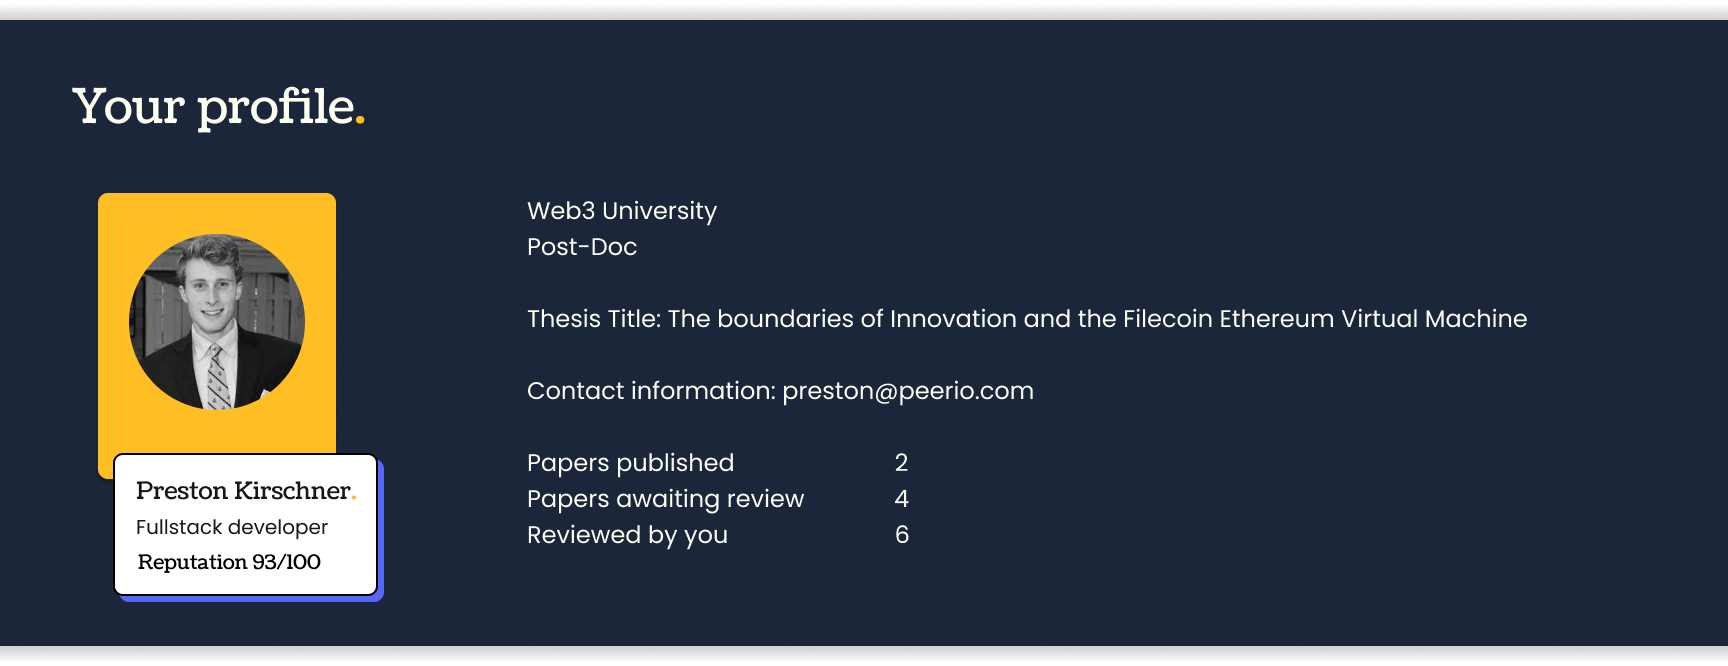 Your profile.
Web3 University
Post-Doc
Thesis Title: The boundaries of Innovation and the Filecoin Ethereum Virtual Machine
Contact information: preston@peerio.com
Papers published 2
Papers awaiting review 4
Reviewed by you 6
Preston Kirschner.
Fullstack developer
Reputation 93/100